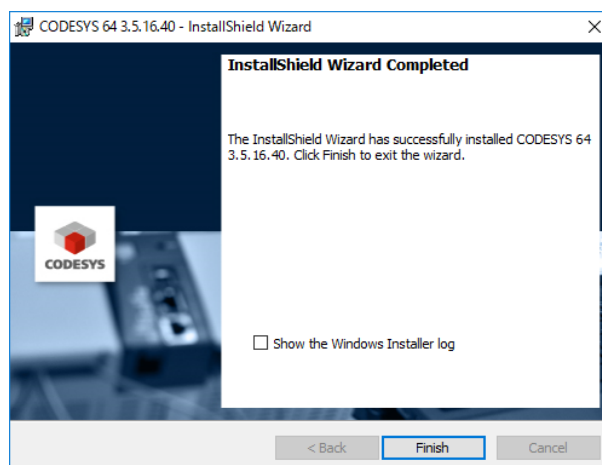 CODESYS 64 3.5.16.40 - InstallShield Wizard
InstallShield Wizard Completed
The InstallShield Wizard has successfully installed CODESYS 64
3.5.16.40. Click Finish to exit the wizard.
CODESYS
Show the Windows Installer log
< Back
Finish
Cancel